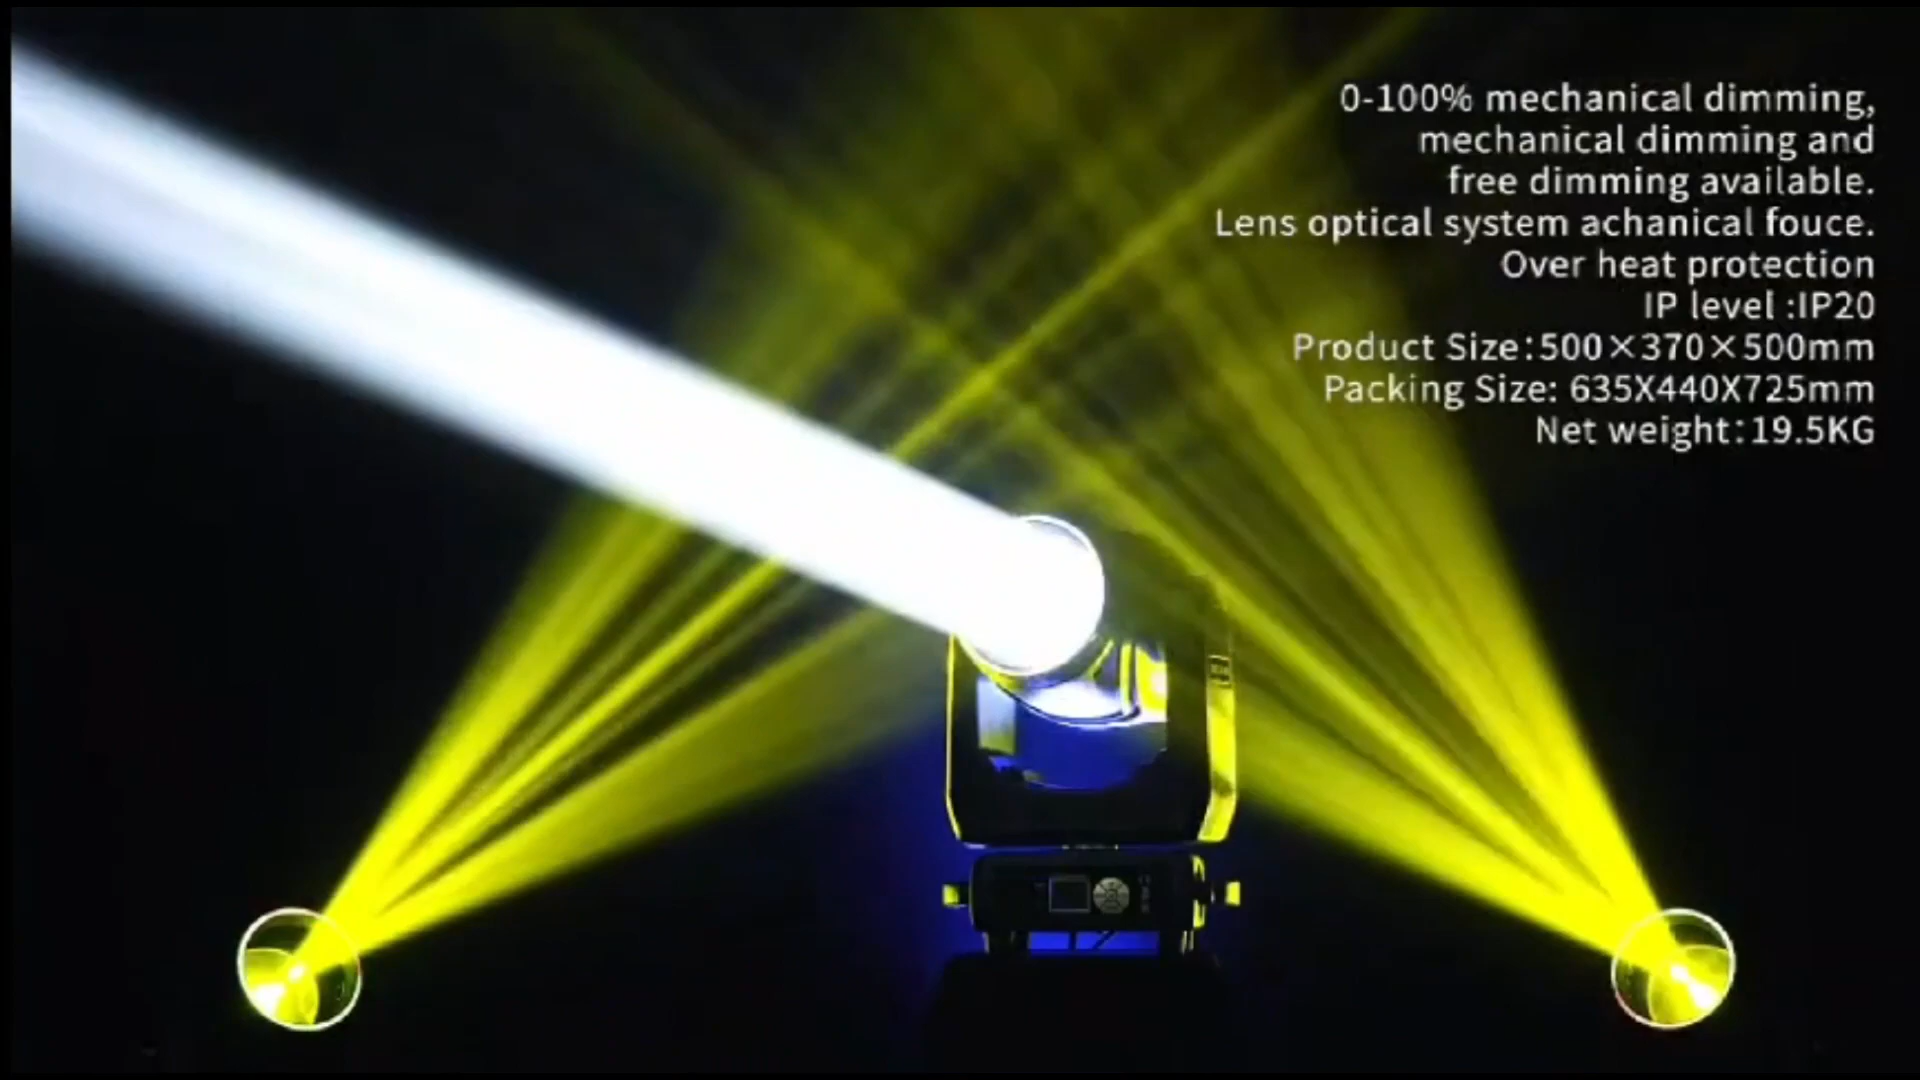 0-100% mechanical dimming,
mechanical dimming and
free dimming available.
Lens optical system achanical fouce.
Over heat protection
IP level :IP20
Product Size:500×370×500mm
Packing Size: 635X440X725mm
Net weight:19.5KG